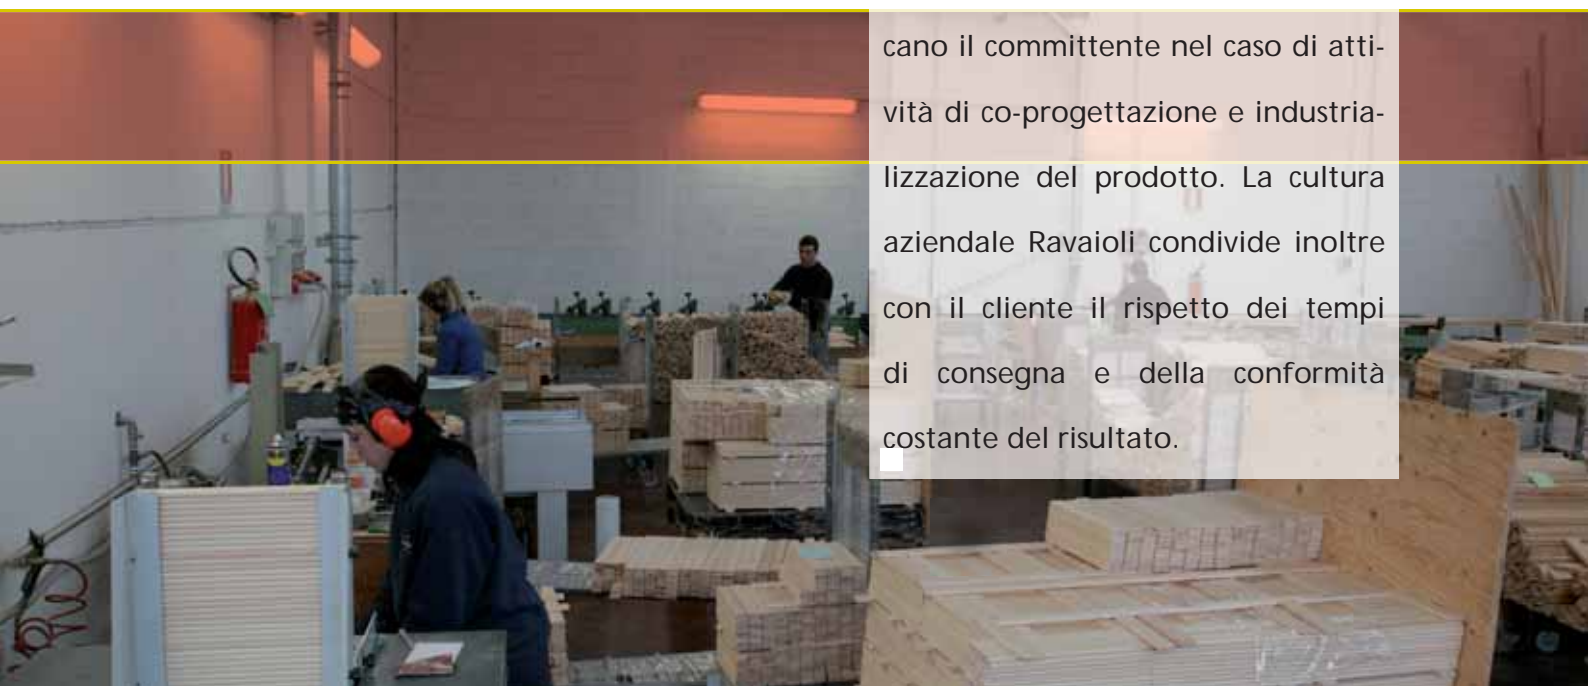 cano il committente nel caso di atti-
vità di co-progettazione e industria-
lizzazione del prodotto. La cultura
aziendale Ravaioli condivide inoltre
con il cliente il rispetto dei tempi
di consegna e della conformità
costante del risultato.